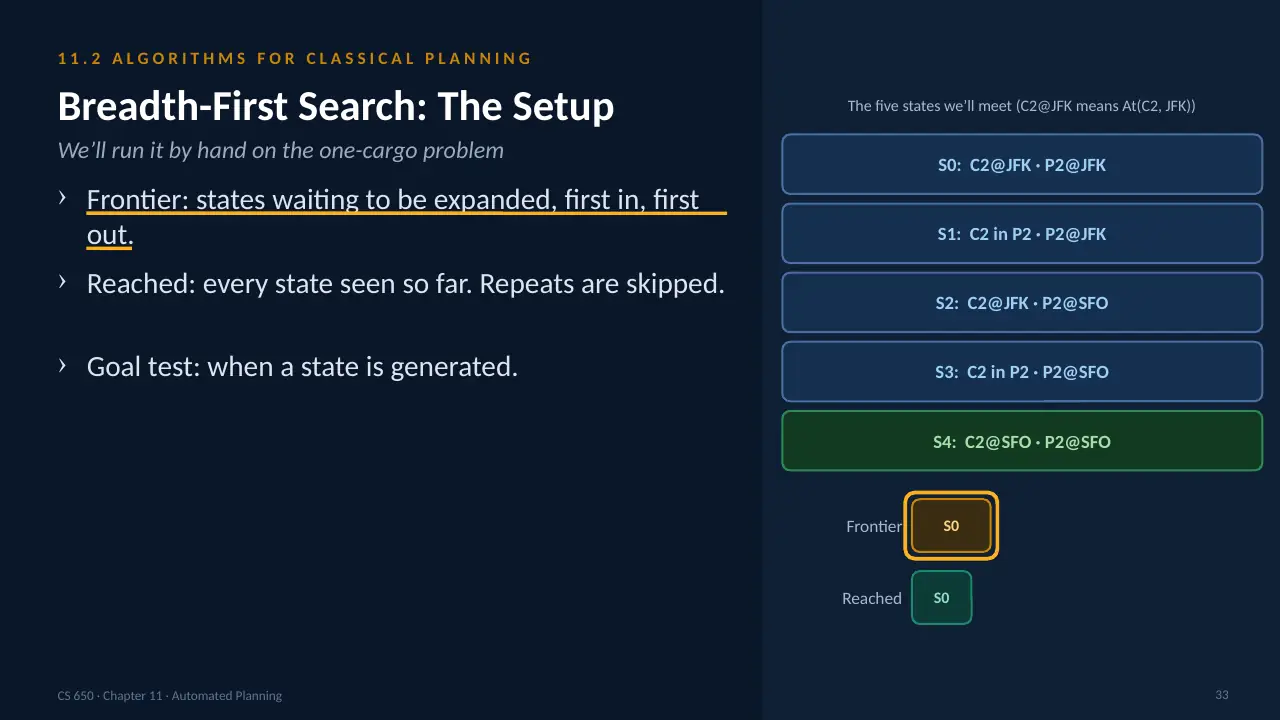 11.2 ALGORITHMS FOR CLASSICAL PLANNING
Breadth-First Search: The Setup
We’ll run it by hand on the one-cargo problem
› Frontier: states waiting to be expanded, first in, first
out.
› Reached: every state seen so far. Repeats are skipped.
› Goal test: when a state is generated.
The five states we’ll meet (C2@JFK means At(C2, JFK))
S0: C2@JFK · P2@JFK
S1: C2 in P2 · P2@JFK
S2: C2@JFK · P2@SFO
S3: C2 in P2 · P2@SFO
S4: C2@SFO · P2@SFO
Frontier S0
Reached S0
CS 650 · Chapter 11 · Automated Planning
33